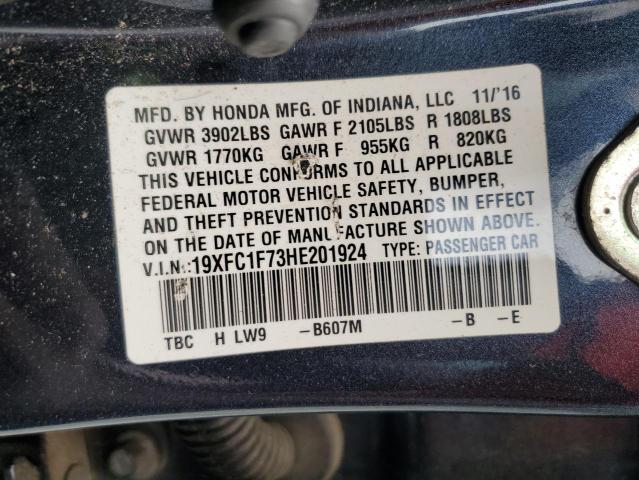 MFD. BY HONDA MFG. OF INDIANA, LLC 11/'16
GVWR 3902LBS GAWR F 2105LBS R 1808LBS
GVWR 1770KG GAWR F 955KG R 820KG
THIS VEHICLE CONFORMS TO ALL APPLICABLE
FEDERAL MOTOR VEHICLE SAFETY, BUMPER,
AND THEFT PREVENTION STANDARDS IN EFFECT
ON THE DATE OF MANUFACTURE SHOWN ABOVE.
V.I.N.:19XFC1F73HE201924 TYPE: PASSENGER CAR
TBC H LW9 -B607M -B -E